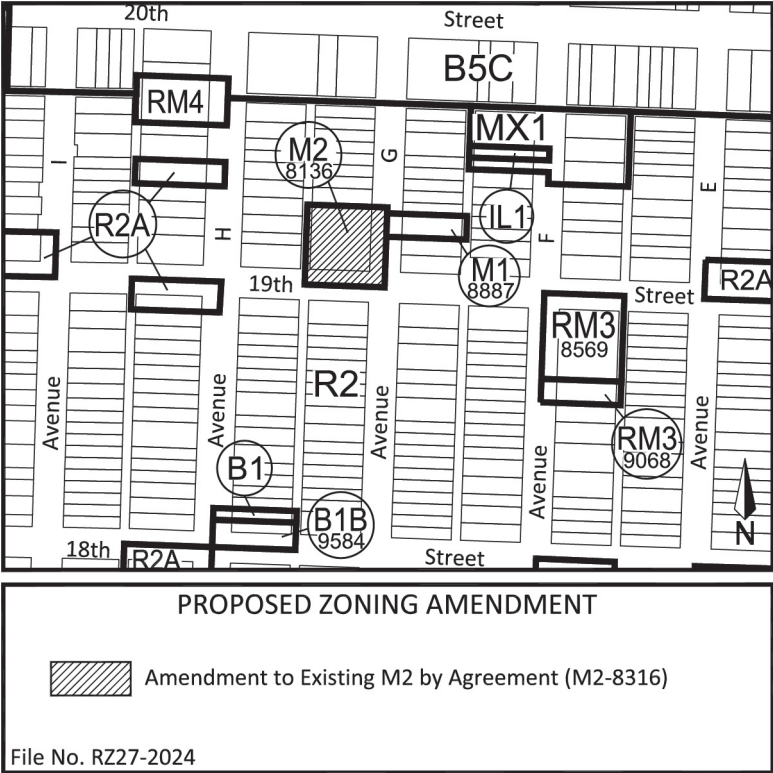 20th
Street
B5C
RM4
MX1
I
M2
8136
G
E
R2A
H
IL1
F
M1
8887
19th
Street
R2A
RM3
8569
R2
Avenue
Avenue
Avenue
Avenue
Avenue
RM3
9068
B1
B1B
9584
N
18th
R2A
Street
PROPOSED ZONING AMENDMENT
Amendment to Existing M2 by Agreement (M2-8316)
File No. RZ27-2024